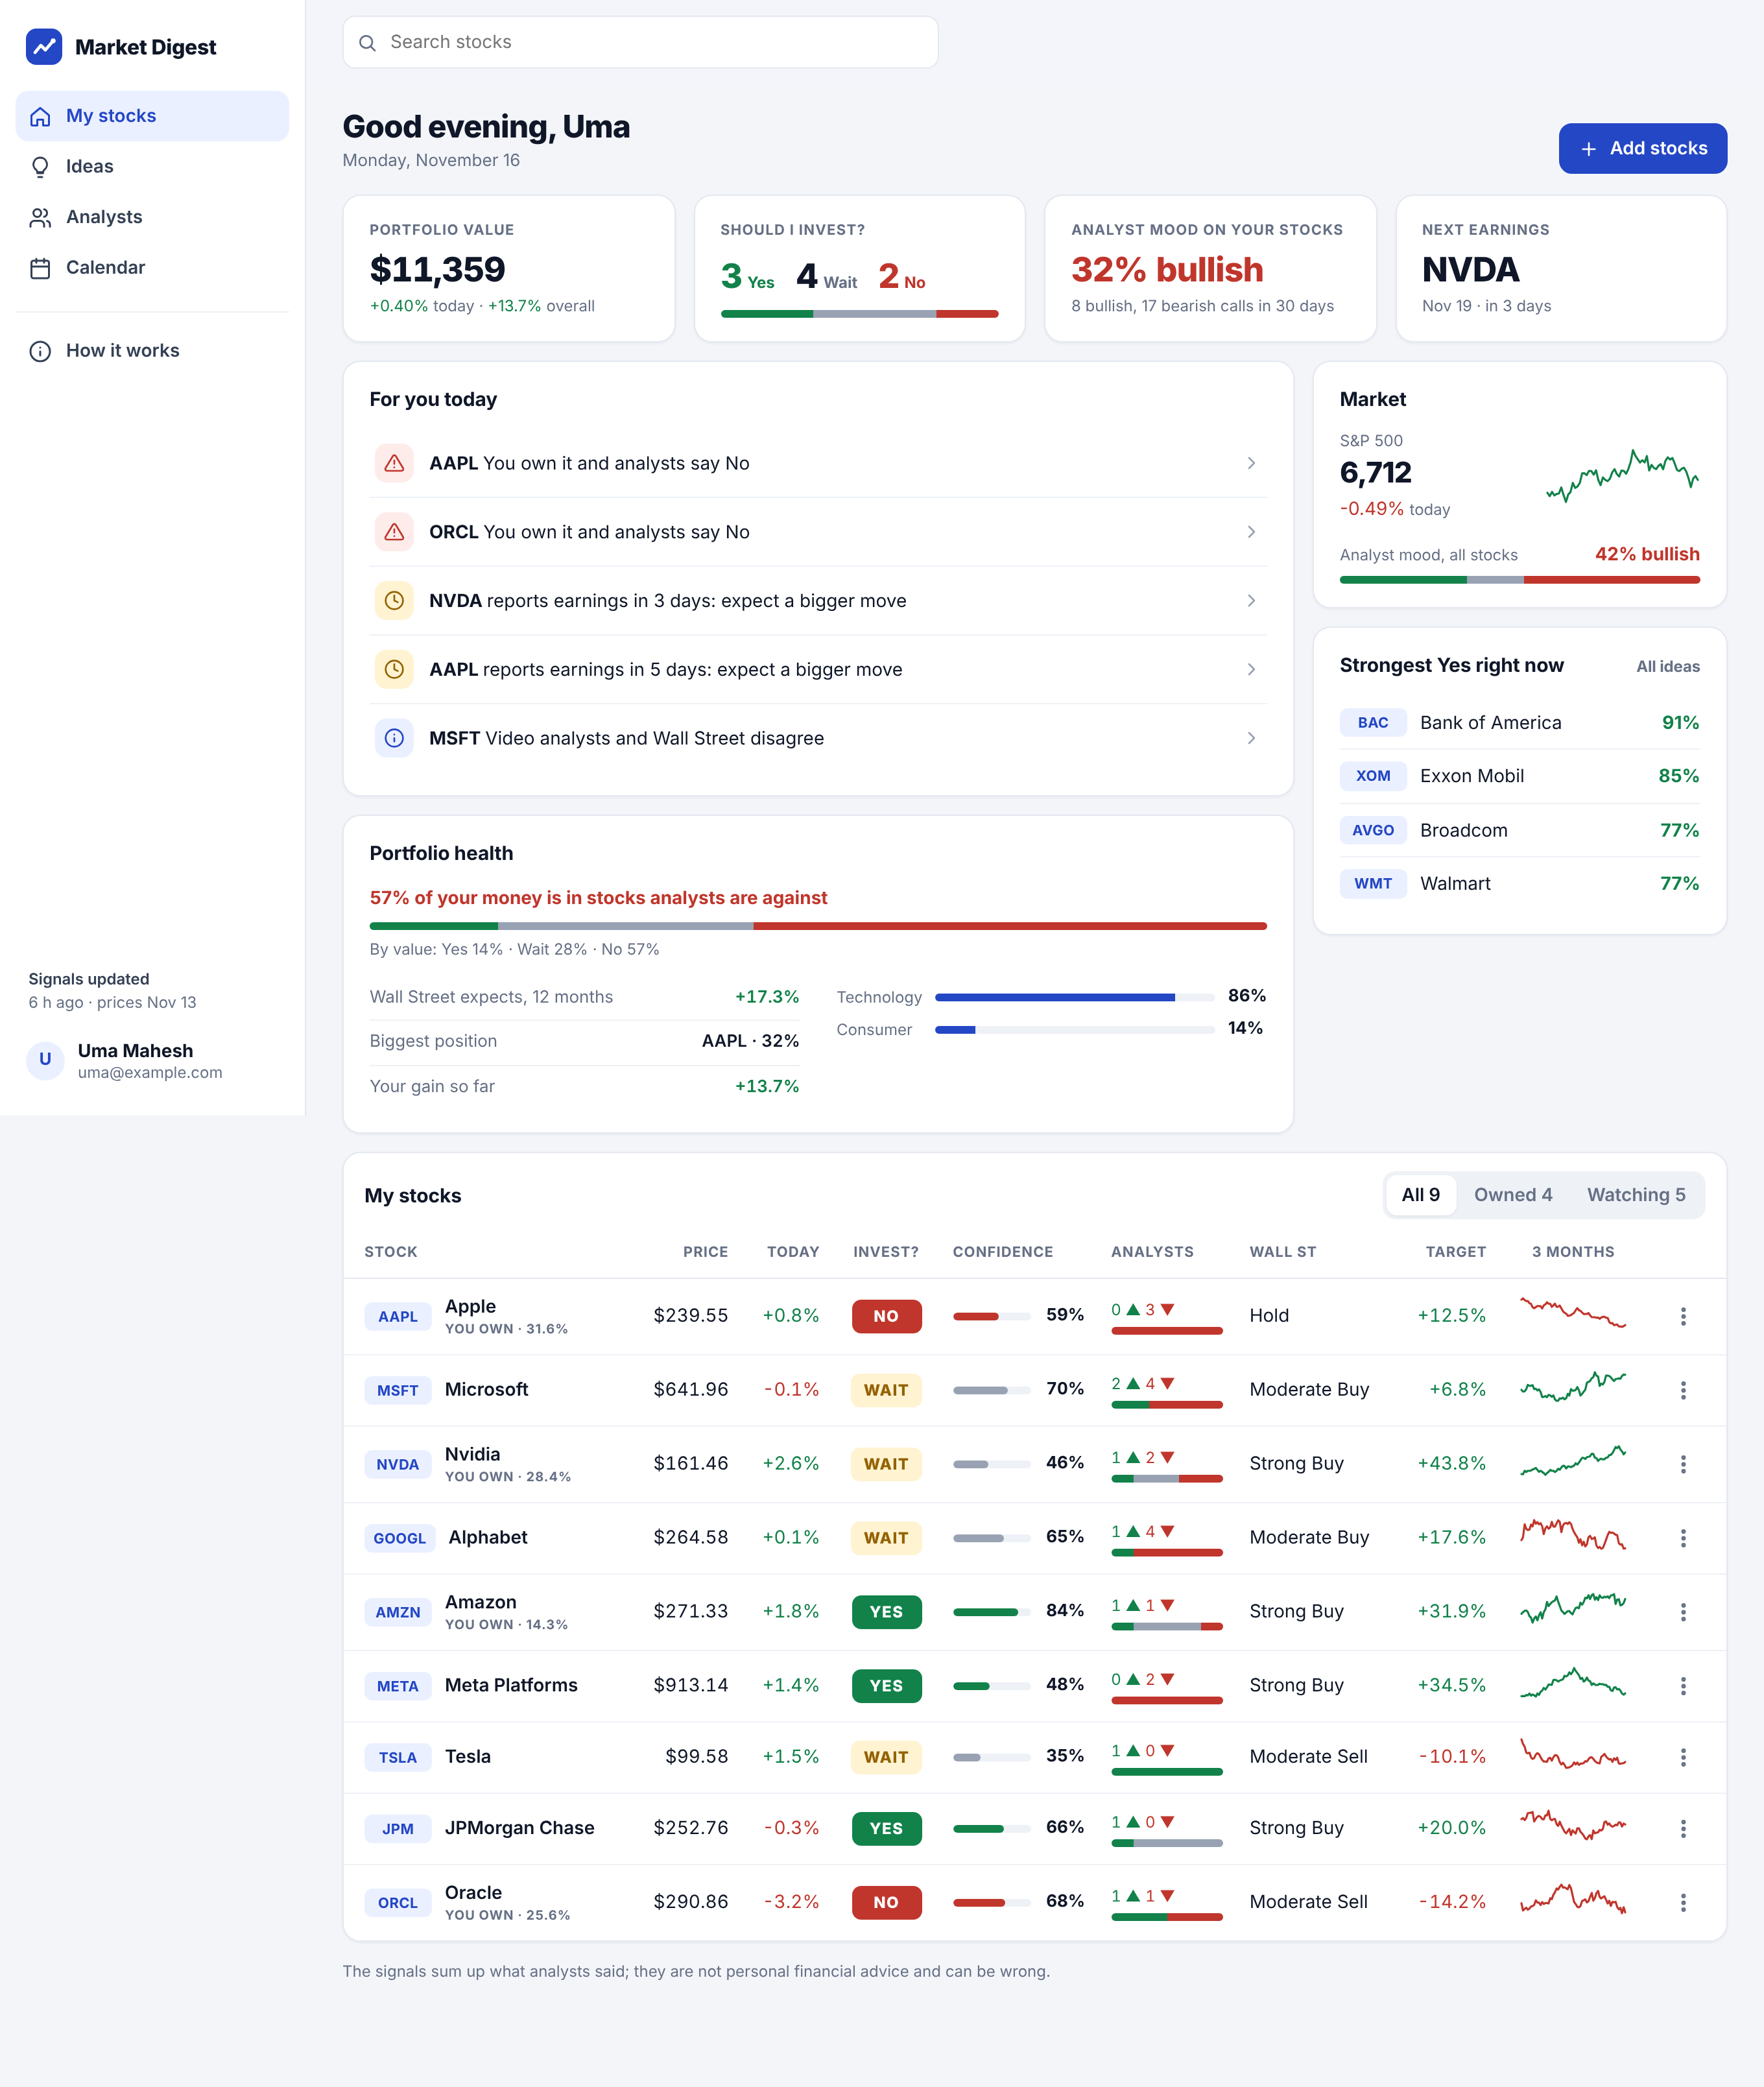 Market Digest
My stocks
Ideas
Analysts
Calendar
How it works
Signals updated
6 h ago · prices Nov 13
U
Uma Mahesh
uma@example.com
Search stocks
Good evening, Uma
Monday, November 16
+ Add stocks
PORTFOLIO VALUE
$11,359
+0.40% today · +13.7% overall
SHOULD I INVEST?
3 Yes 4 Wait 2 No
ANALYST MOOD ON YOUR STOCKS
32% bullish
8 bullish, 17 bearish calls in 30 days
NEXT EARNINGS
NVDA
Nov 19 · in 3 days
For you today
AAPL You own it and analysts say No
ORCL You own it and analysts say No
NVDA reports earnings in 3 days: expect a bigger move
AAPL reports earnings in 5 days: expect a bigger move
MSFT Video analysts and Wall Street disagree
Market
S&P 500
6,712
-0.49% today
Analyst mood, all stocks 42% bullish
Strongest Yes right now All ideas
BAC Bank of America 91%
XOM Exxon Mobil 85%
AVGO Broadcom 77%
WMT Walmart 77%
Portfolio health
57% of your money is in stocks analysts are against
By value: Yes 14% · Wait 28% · No 57%
Wall Street expects, 12 months +17.3%
Biggest position AAPL · 32%
Your gain so far +13.7%
Technology 86%
Consumer 14%
My stocks
All 9 Owned 4 Watching 5
STOCK PRICE TODAY INVEST? CONFIDENCE ANALYSTS WALL ST TARGET 3 MONTHS
AAPL Apple $239.55 +0.8% NO 59% 0 ▲ 3 ▼ Hold +12.5%
YOU OWN · 31.6%
MSFT Microsoft $641.96 -0.1% WAIT 70% 2 ▲ 4 ▼ Moderate Buy +6.8%
NVDA Nvidia $161.46 +2.6% WAIT 46% 1 ▲ 2 ▼ Strong Buy +43.8%
YOU OWN · 28.4%
GOOGL Alphabet $264.58 +0.1% WAIT 65% 1 ▲ 4 ▼ Moderate Buy +17.6%
AMZN Amazon $271.33 +1.8% YES 84% 1 ▲ 1 ▼ Strong Buy +31.9%
YOU OWN · 14.3%
META Meta Platforms $913.14 +1.4% YES 48% 0 ▲ 2 ▼ Strong Buy +34.5%
TSLA Tesla $99.58 +1.5% WAIT 35% 1 ▲ 0 ▼ Moderate Sell -10.1%
JPM JPMorgan Chase $252.76 -0.3% YES 66% 1 ▲ 0 ▼ Strong Buy +20.0%
ORCL Oracle $290.86 -3.2% NO 68% 1 ▲ 1 ▼ Moderate Sell -14.2%
YOU OWN · 25.6%
The signals sum up what analysts said; they are not personal financial advice and can be wrong.